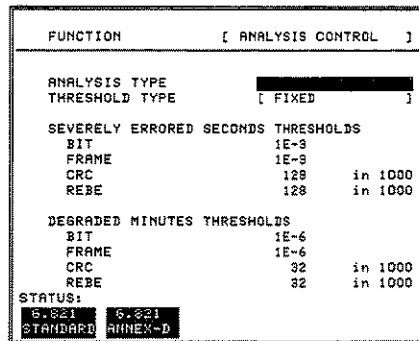 FUNCTION [ ANALYSIS CONTROL ]
ANALYSIS TYPE
THRESHOLD TYPE [ FIXED ]
SEVERELY ERRORED SECONDS THRESHOLDS
BIT 1E-3
FRAME 1E-3
CRC 128 in 1000
REBE 128 in 1000
DEGRADED MINUTES THRESHOLDS
BIT 1E-6
FRAME 1E-6
CRC 32 in 1000
REBE 32 in 1000
STATUS:
G.821 G.821
STANDARD ANNEX-D